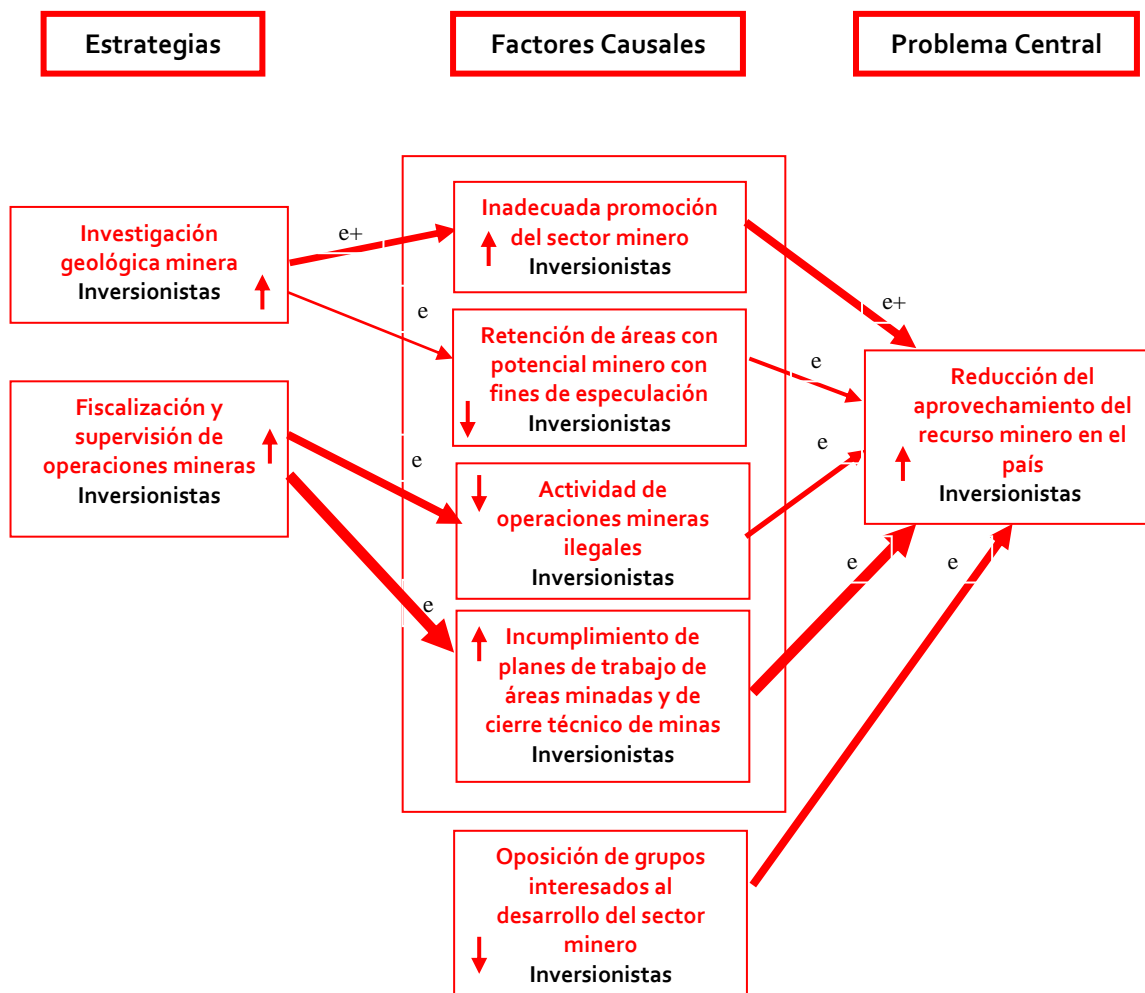 Estrategias
Factores Causales
Problema Central
Investigación
geológica minera
Inversionistas
e+
e
Fiscalización y
supervisión de
operaciones mineras
Inversionistas
e
e
Inadecuada promoción
del sector minero
Inversionistas
e+
Retención de áreas con
potencial minero con
fines de especulación
Inversionistas
e
Actividad de
operaciones mineras
ilegales
Inversionistas
e
Incumplimiento de
planes de trabajo de
áreas minadas y de
cierre técnico de minas
Inversionistas
e
Oposición de grupos
interesados al
desarrollo del sector
minero
Inversionistas
e
Reducción del
aprovechamiento del
recurso minero en el
país
Inversionistas